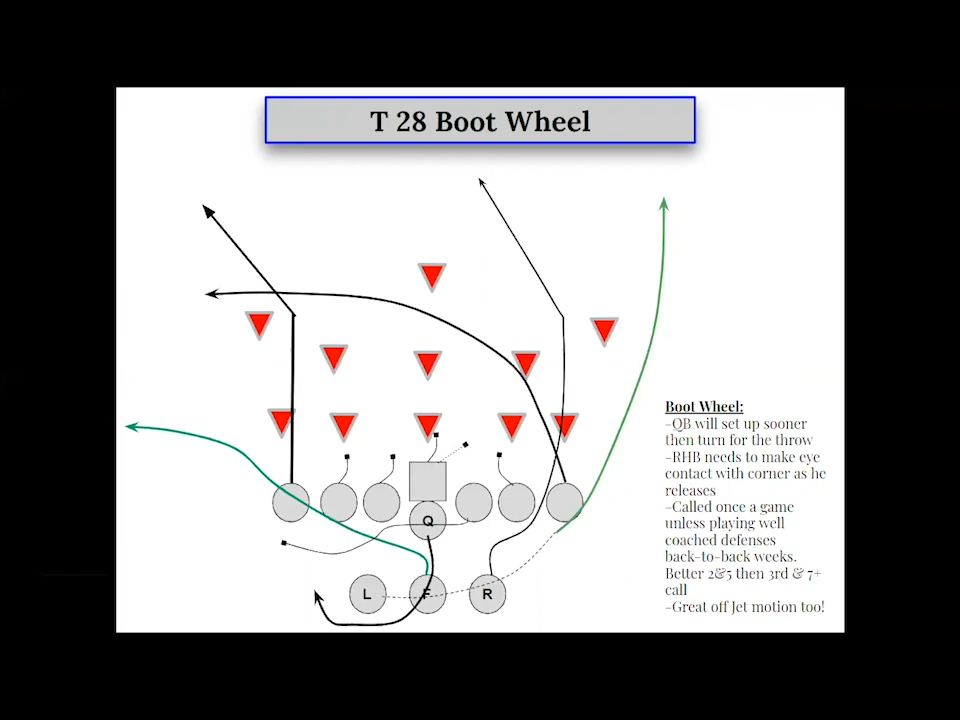 T 28 Boot Wheel
Boot Wheel:
-QB will set up sooner
then turn for the throw
-RHB needs to make eye
contact with corner as he
releases
-Called once a game
unless playing well
coached defenses
back-to-back weeks.
Better 2&5 then 3rd & 7+
call
-Great off Jet motion too!
Q
L
F
R